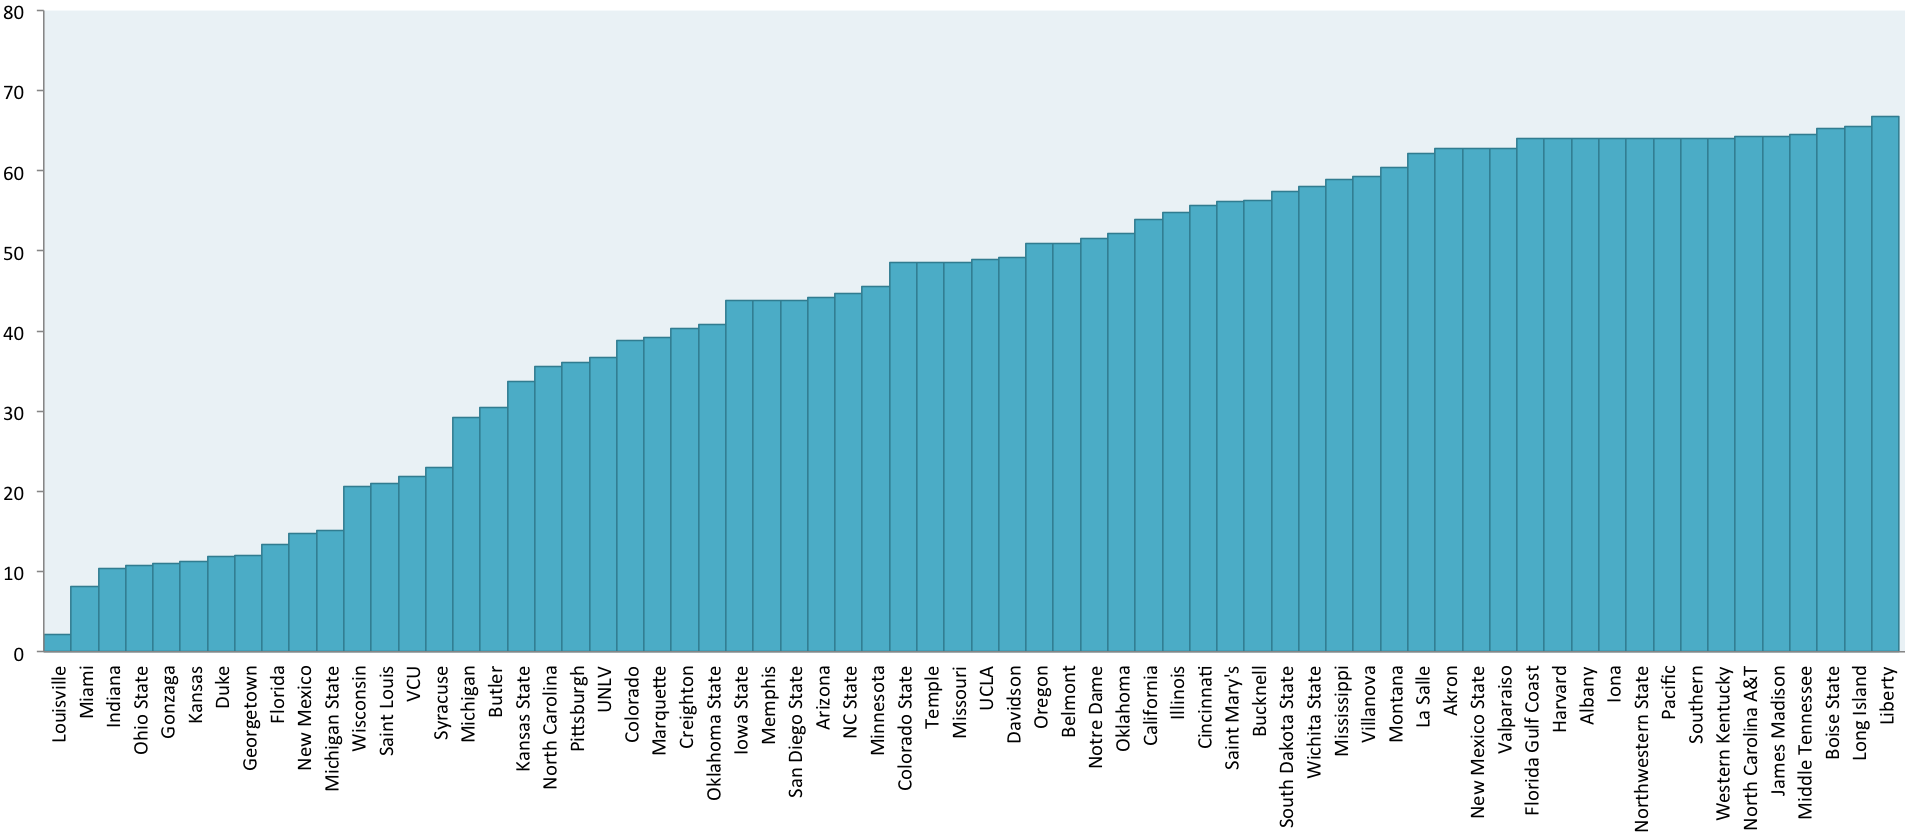 80
70
60
50
40
30
20
10
0
Louisville
Miami
Indiana
Ohio State
Gonzaga
Kansas
Duke
Georgetown
Florida
New Mexico
Michigan State
Wisconsin
Saint Louis
VCU
Syracuse
Michigan
Butler
Kansas State
North Carolina
Pittsburgh
UNLV
Colorado
Marquette
Creighton
Oklahoma State
Iowa State
Memphis
San Diego State
Arizona
NC State
Minnesota
Colorado State
Temple
Missouri
UCLA
Davidson
Oregon
Belmont
Notre Dame
Oklahoma
California
Illinois
Cincinnati
Saint Mary's
Bucknell
South Dakota State
Wichita State
Mississippi
Villanova
Montana
La Salle
Akron
New Mexico State
Valparaiso
Florida Gulf Coast
Harvard
Albany
Iona
Northwestern State
Pacific
Southern
Western Kentucky
North Carolina A&T
James Madison
Middle Tennessee
Boise State
Long Island
Liberty